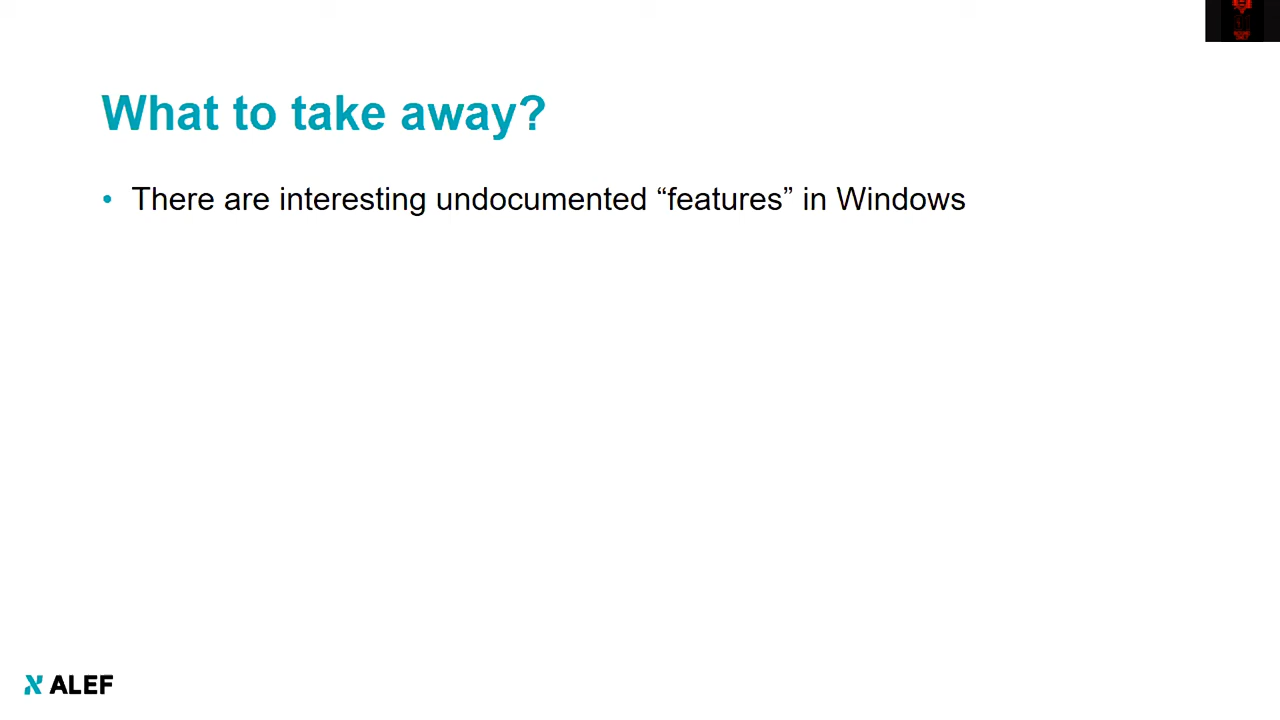 What to take away?
• There are interesting undocumented “features” in Windows
ALEF